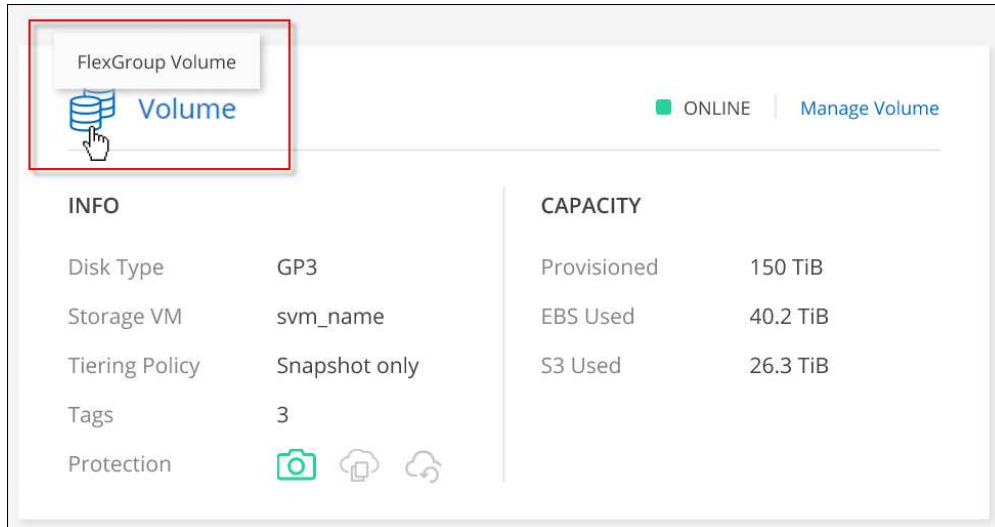 FlexGroup Volume
Volume
ONLINE
Manage Volume
INFO
Disk Type GP3
Storage VM svm_name
Tiering Policy Snapshot only
Tags 3
Protection
CAPACITY
Provisioned 150 TiB
EBS Used 40.2 TiB
S3 Used 26.3 TiB